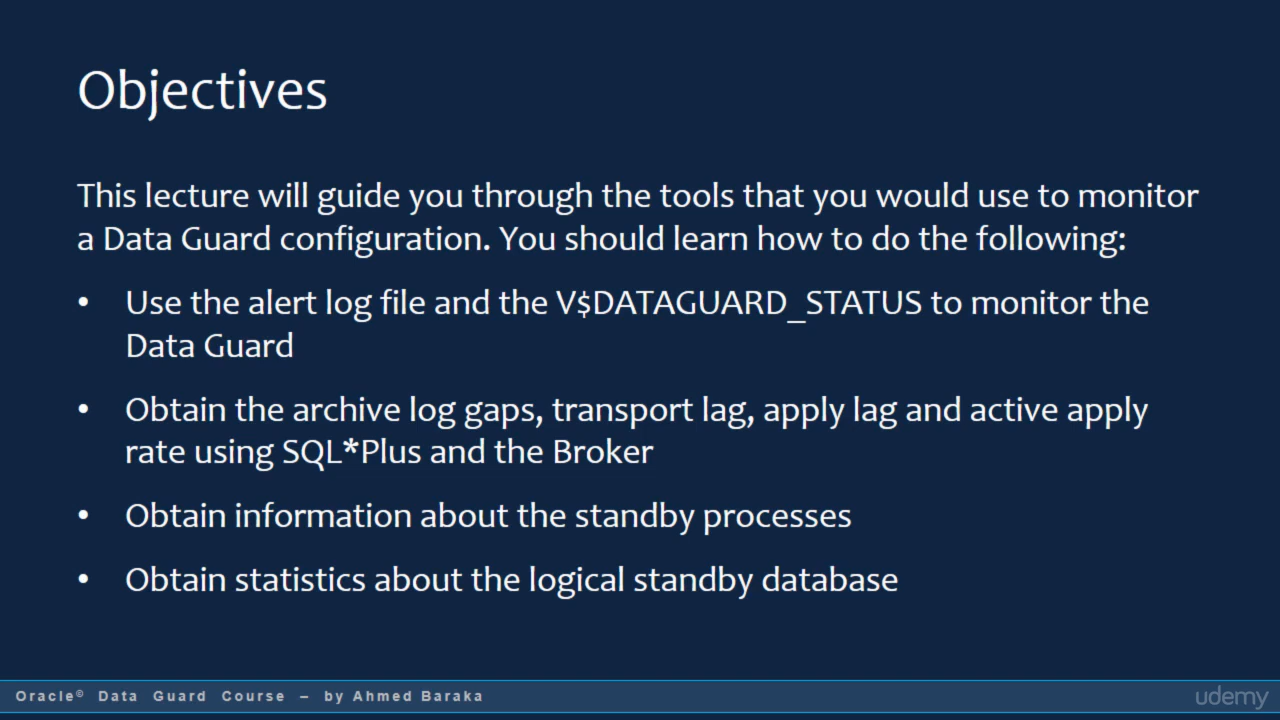 Objectives
This lecture will guide you through the tools that you would use to monitor
a Data Guard configuration. You should learn how to do the following:
• Use the alert log file and the V$DATAGUARD_STATUS to monitor the
Data Guard
• Obtain the archive log gaps, transport lag, apply lag and active apply
rate using SQL*Plus and the Broker
• Obtain information about the standby processes
• Obtain statistics about the logical standby database
Oracle© Data Guard Course – by Ahmed Baraka
udemy